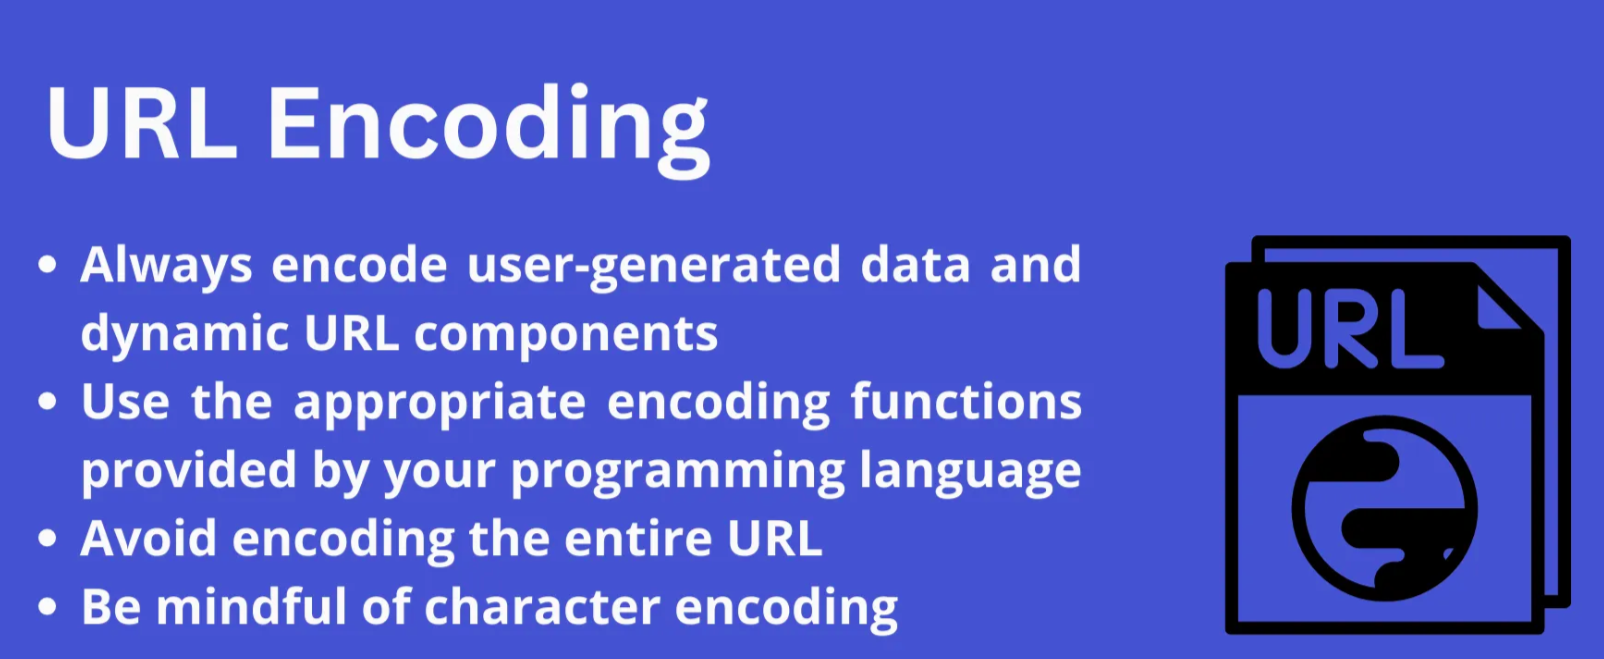 URL Encoding
• Always encode user-generated data and
dynamic URL components
• Use the appropriate encoding functions
provided by your programming language
• Avoid encoding the entire URL
• Be mindful of character encoding
URL